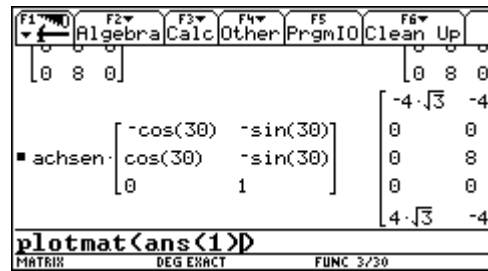 F1 F2 F3 F4 F5 F6
Algebra Calc Other PrgmIO Clean Up
0 8 0 0 8 0
-4·√3 -4
-cos(30) -sin(30) 0 0
achsen· cos(30) -sin(30) 0 8
0 1 0 0
4·√3 -4
plotmat(ans(1))
MATRIX DEG EXACT FUNC 3/30